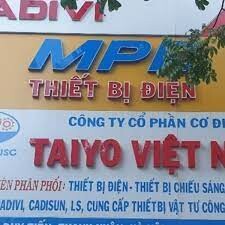 ADIVI
MPE
THIẾT BỊ ĐIỆN
CÔNG TY CỔ PHẦN CƠ ĐI
JSC
TAIYO VIỆT N
ÊN PHÂN PHỐI: THIẾT BỊ ĐIỆN - THIẾT BỊ CHIẾU SÁNG
ADIVI, CADISUN, LS, CUNG CẤP THIẾT BỊ VẬT TƯ CÔNG